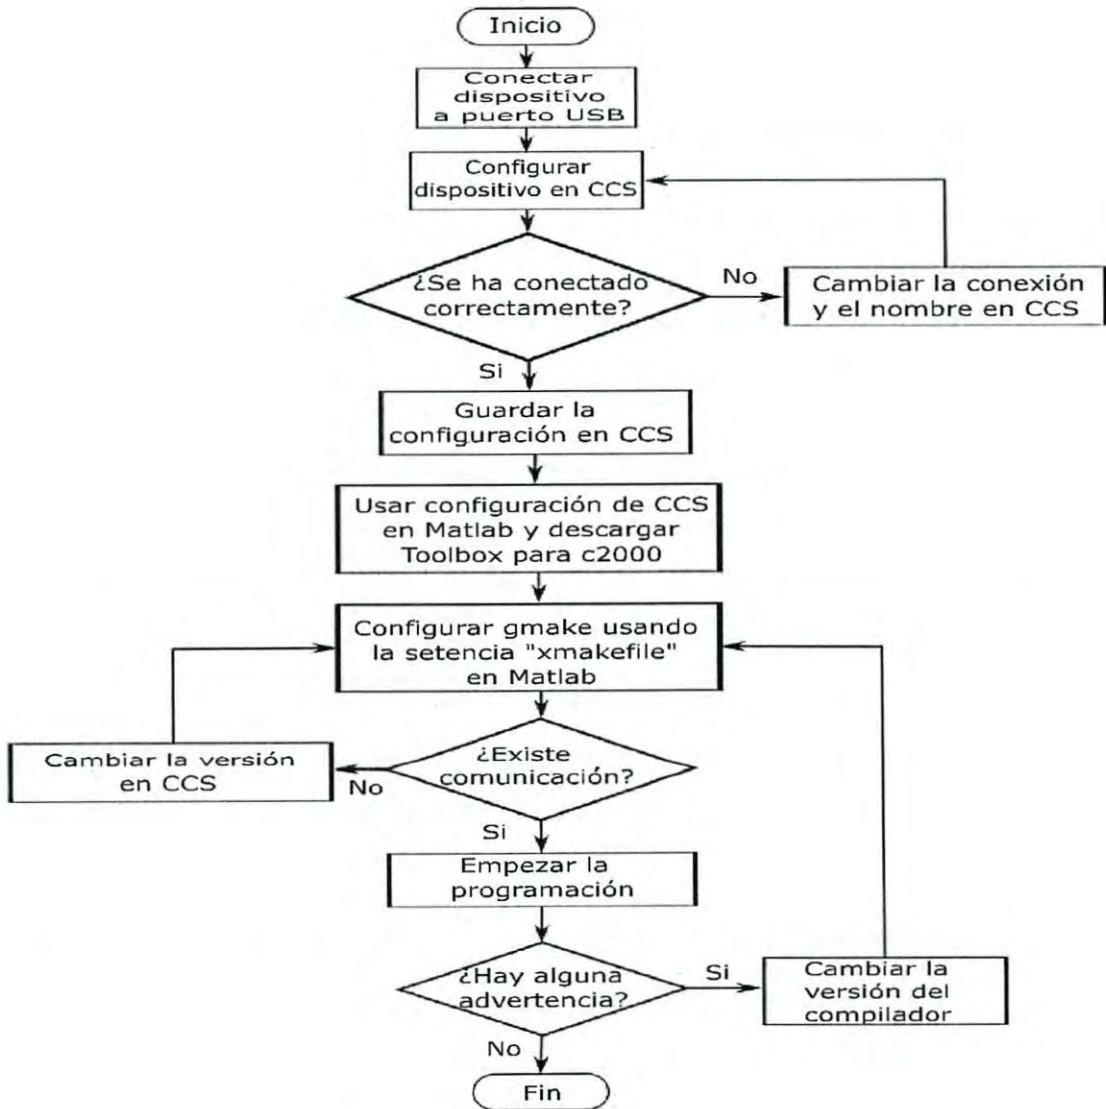 Inicio
Conectar
dispositivo
a puerto USB
Configurar
dispositivo en CCS
¿Se ha conectado
correctamente?
No
Cambiar la conexión
y el nombre en CCS
Si
Guardar la
configuración en CCS
Usar configuración de CCS
en Matlab y descargar
Toolbox para c2000
Configurar gmake usando
la setencia "xmakefile"
en Matlab
¿Existe
comunicación?
No
Cambiar la versión
en CCS
Si
Empezar la
programación
¿Hay alguna
advertencia?
Si
Cambiar la
versión del
compilador
No
Fin